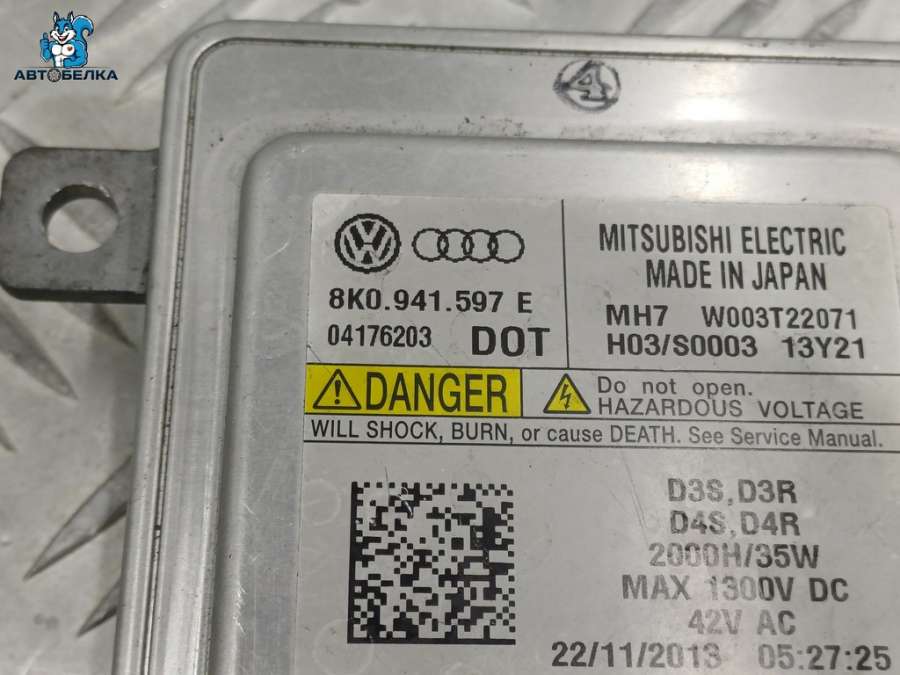 АВТОБЕЛКА
4
8K0.941.597 E
04176203 DOT
MITSUBISHI ELECTRIC
MADE IN JAPAN
MH7 W003T22071
H03/S0003 13Y21
DANGER
Do not open.
HAZARDOUS VOLTAGE
WILL SHOCK, BURN, or cause DEATH. See Service Manual.
D3S,D3R
D4S,D4R
2000H/35W
MAX 1300V DC
42V AC
22/11/2013 05:27:25